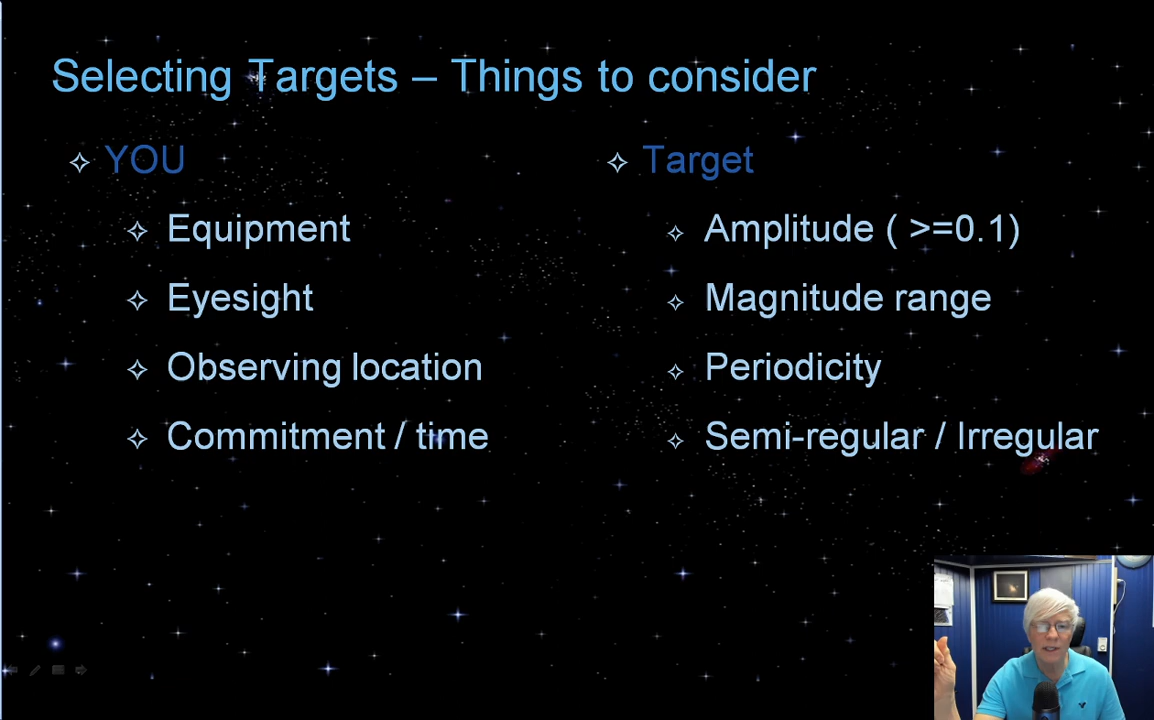 Selecting Targets – Things to consider
YOU
Equipment
Eyesight
Observing location
Commitment / time
Target
Amplitude ( >=0.1)
Magnitude range
Periodicity
Semi-regular / Irregular